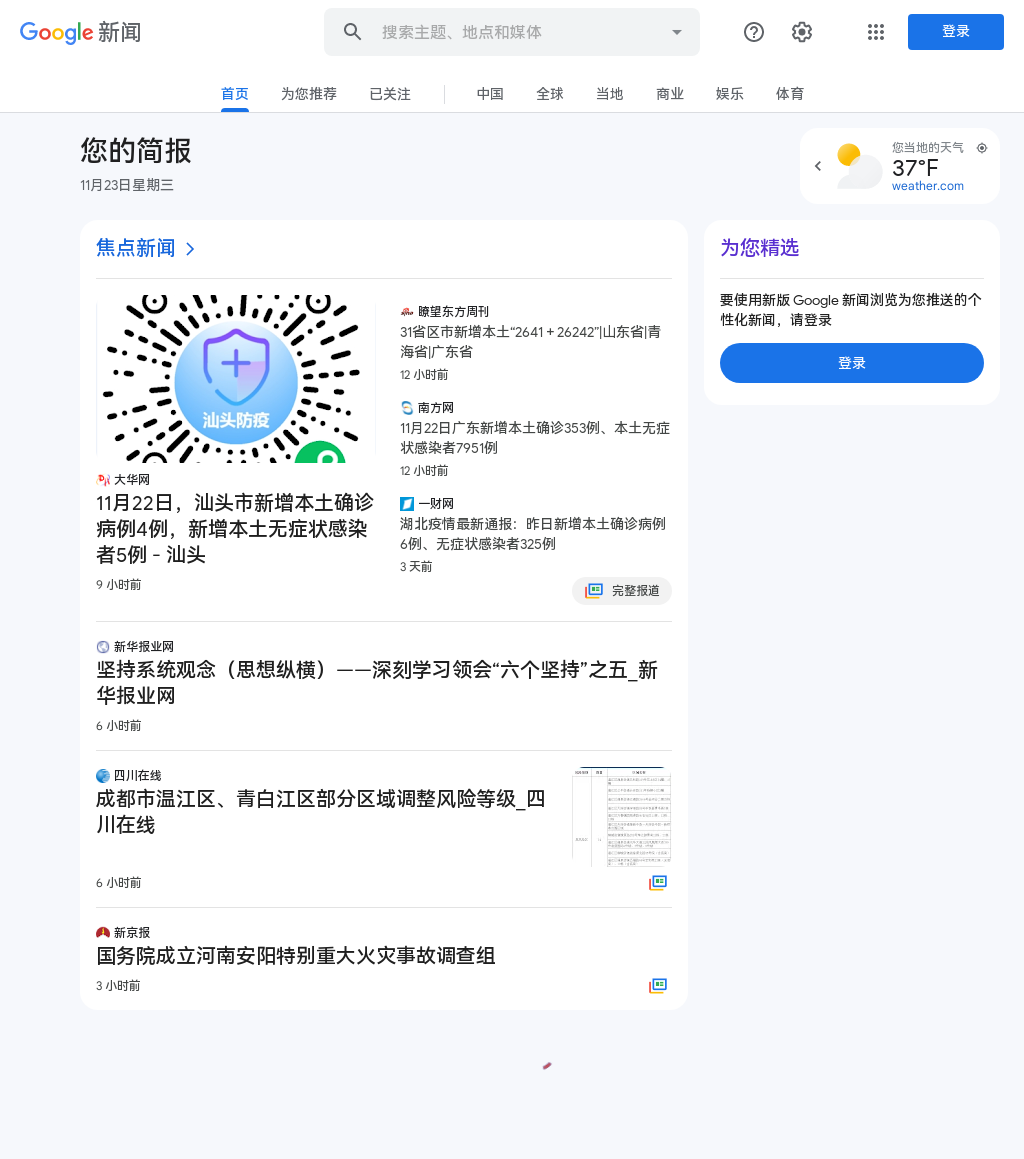 Google 新闻
搜索主题、地点和媒体
登录
首页
为您推荐
已关注
中国
全球
当地
商业
娱乐
体育
您的简报
11月23日星期三
您当地的天气
37°F
weather.com
焦点新闻
汕头防疫
大华网
11月22日，汕头市新增本土确诊
病例4例，新增本土无症状感染
者5例 - 汕头
9 小时前
瞭望东方周刊
31省区市新增本土“2641＋26242”|山东省|青
海省|广东省
12 小时前
南方网
11月22日广东新增本土确诊353例、本土无症
状感染者7951例
12 小时前
一财网
湖北疫情最新通报：昨日新增本土确诊病例
6例、无症状感染者325例
3 天前
完整报道
新华报业网
坚持系统观念（思想纵横）——深刻学习领会“六个坚持”之五_新
华报业网
6 小时前
四川在线
成都市温江区、青白江区部分区域调整风险等级_四
川在线
6 小时前
新京报
国务院成立河南安阳特别重大火灾事故调查组
3 小时前
为您精选
要使用新版 Google 新闻浏览为您推送的个
性化新闻，请登录
登录